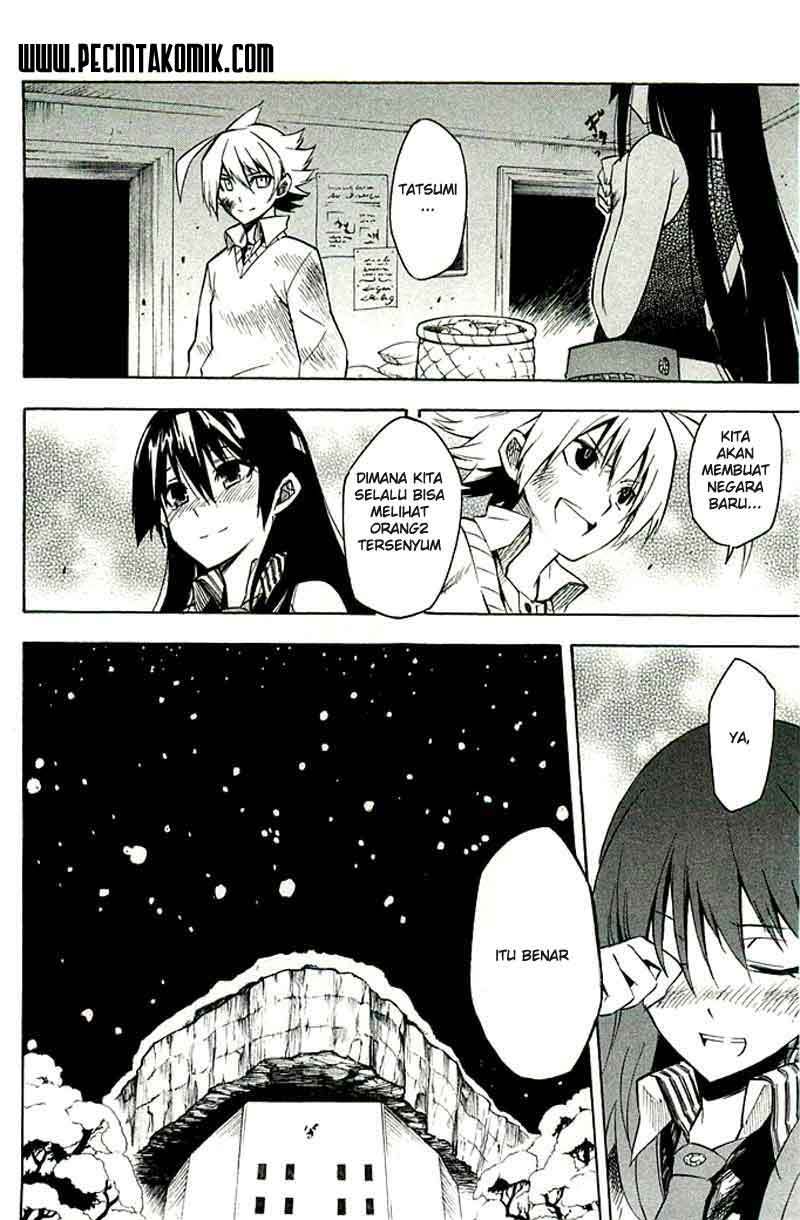 WWW.PECINTAKOMIK.COM
TATSUMI
...
KITA
AKAN
MEMBUAT
NEGARA
BARU...
DIMANA KITA
SELALU BISA
MELIHAT
ORANG2
TERSENYUM
YA,
ITU BENAR